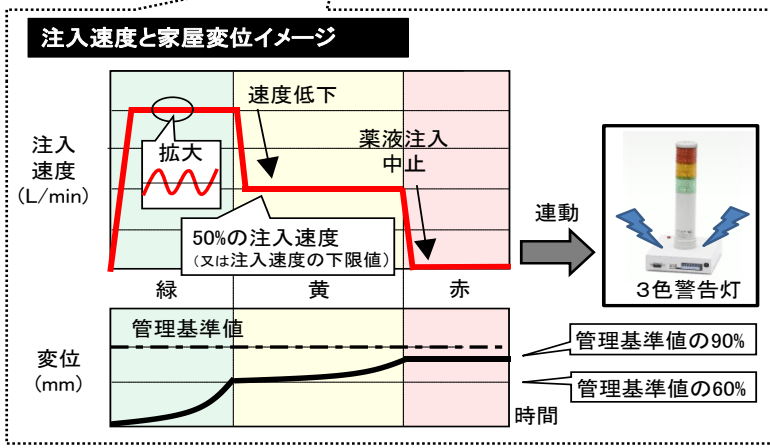 注入速度と家屋変位イメージ
注入
速度
(L/min)
速度低下
拡大
薬液注入
中止
50%の注入速度
(又は注入速度の下限値)
緑
黄
赤
連動
3色警告灯
変位
(mm)
管理基準値
管理基準値の90%
管理基準値の60%
時間